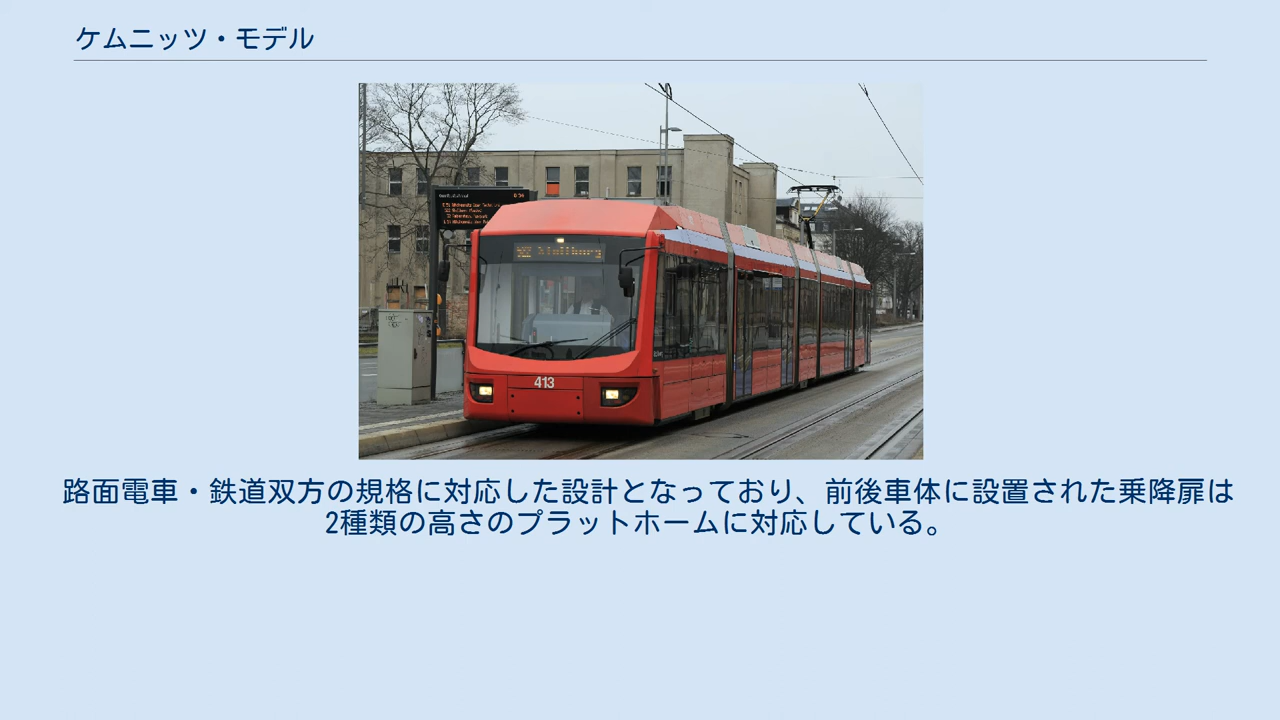 ケムニッツ・モデル
413
路面電車・鉄道双方の規格に対応した設計となっており、前後車体に設置された乗降扉は
2種類の高さのプラットホームに対応している。